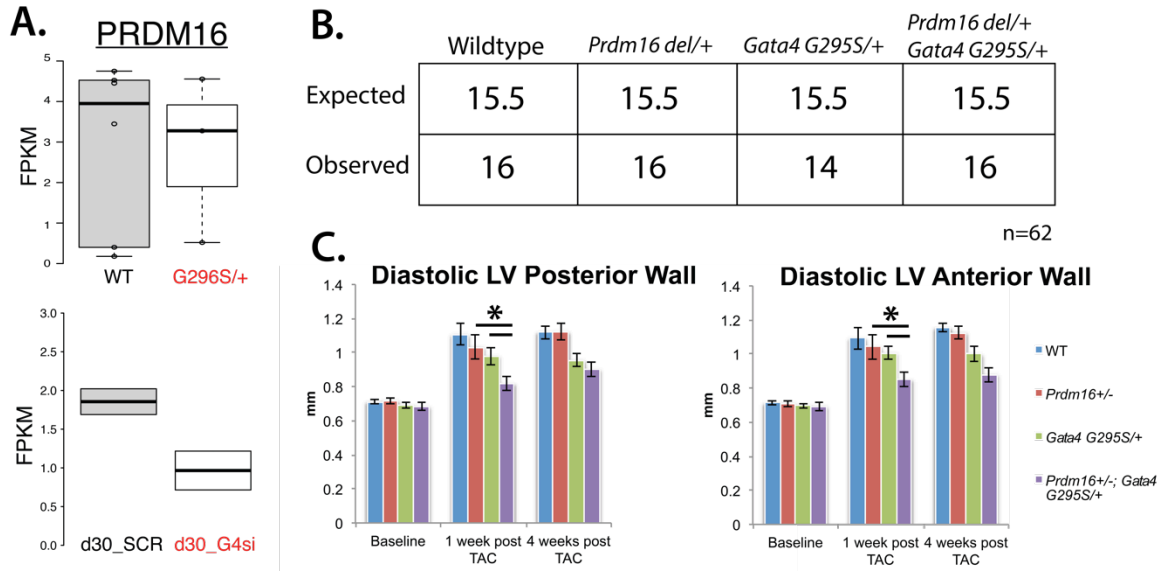 A.
PRDM16
FPKM
5
4
3
2
1
0
WT
G296S/+
FPKM
3.0
2.5
2.0
1.5
1.0
0.5
0.0
d30_SCR
d30_G4si
B.
Wildtype
Prdm16 del/+
Gata4 G295S/+
Prdm16 del/+
Gata4 G295S/+
Expected 15.5 15.5 15.5 15.5
Observed 16 16 14 16
n=62
C.
Diastolic LV Posterior Wall
mm
1.4
1.2
1
0.8
0.6
0.4
0.2
0
*
Baseline
1 week post
TAC
4 weeks post
TAC
Diastolic LV Anterior Wall
mm
1.4
1.2
1
0.8
0.6
0.4
0.2
0
*
Baseline
1 week post
TAC
4 weeks post
TAC
WT
Prdm16+/-
Gata4 G295S/+
Prdm16+/-; Gata4
G295S/+